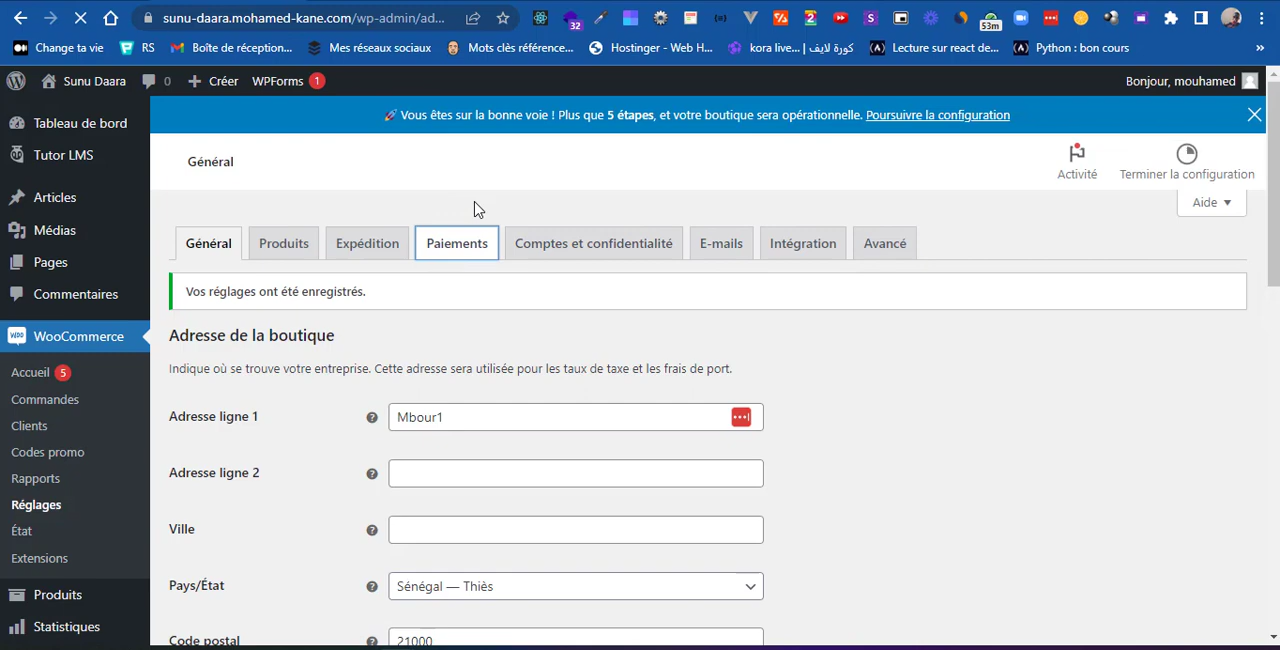 sunu-daara.mohamed-kane.com/wp-admin/ad...
32
2
S
53m
Change ta vie
RS
Boîte de réception...
Mes réseaux sociaux
Mots clés référence...
Hostinger - Web H...
kora live... | كورة لايف
Lecture sur react de...
Python : bon cours
»
Sunu Daara
0
Créer
WPForms 1
Bonjour, mouhamed
Vous êtes sur la bonne voie ! Plus que 5 étapes, et votre boutique sera opérationnelle. Poursuivre la configuration
Tableau de bord
Tutor LMS
Articles
Médias
Pages
Commentaires
WooCommerce
Accueil 5
Commandes
Clients
Codes promo
Rapports
Réglages
État
Extensions
Produits
Statistiques
Général
Activité
Terminer la configuration
Aide
Général
Produits
Expédition
Paiements
Comptes et confidentialité
E-mails
Intégration
Avancé
Vos réglages ont été enregistrés.
Adresse de la boutique
Indique où se trouve votre entreprise. Cette adresse sera utilisée pour les taux de taxe et les frais de port.
Adresse ligne 1
Mbour1
Adresse ligne 2
Ville
Pays/État
Sénégal — Thiès
Code postal
21000